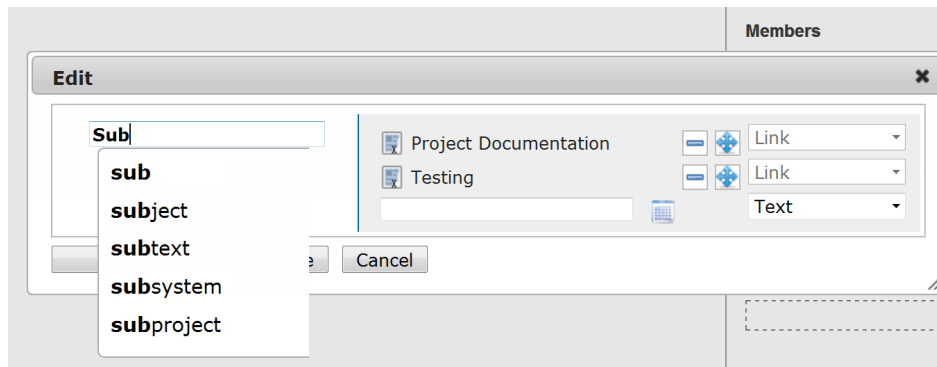 Members
Edit
Sub
sub
subject
subtext
subsystem
subproject
Project Documentation
Link
Testing
Link
Text
Cancel